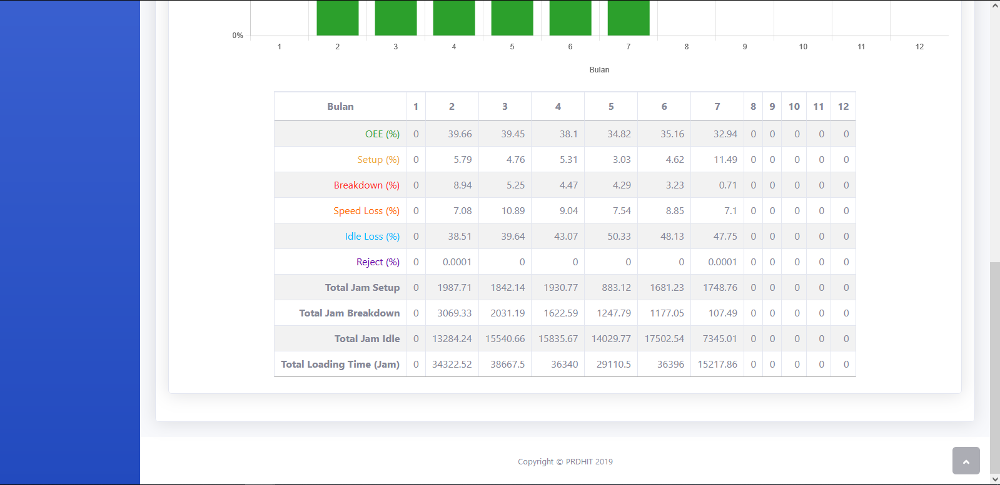 0%
1 2 3 4 5 6 7 8 9 10 11 12
Bulan
Bulan 1 2 3 4 5 6 7 8 9 10 11 12
OEE (%) 0 39.66 39.45 38.1 34.82 35.16 32.94 0 0 0 0 0
Setup (%) 0 5.79 4.76 5.31 3.03 4.62 11.49 0 0 0 0 0
Breakdown (%) 0 8.94 5.25 4.47 4.29 3.23 0.71 0 0 0 0 0
Speed Loss (%) 0 7.08 10.89 9.04 7.54 8.85 7.1 0 0 0 0 0
Idle Loss (%) 0 38.51 39.64 43.07 50.33 48.13 47.75 0 0 0 0 0
Reject (%) 0 0.0001 0 0 0 0 0.0001 0 0 0 0 0
Total Jam Setup 0 1987.71 1842.14 1930.77 883.12 1681.23 1748.76 0 0 0 0 0
Total Jam Breakdown 0 3069.33 2031.19 1622.59 1247.79 1177.05 107.49 0 0 0 0 0
Total Jam Idle 0 13284.24 15540.66 15835.67 14029.77 17502.54 7345.01 0 0 0 0 0
Total Loading Time (Jam) 0 34322.52 38667.5 36340 29110.5 36396 15217.86 0 0 0 0 0
Copyright © PRDHIT 2019